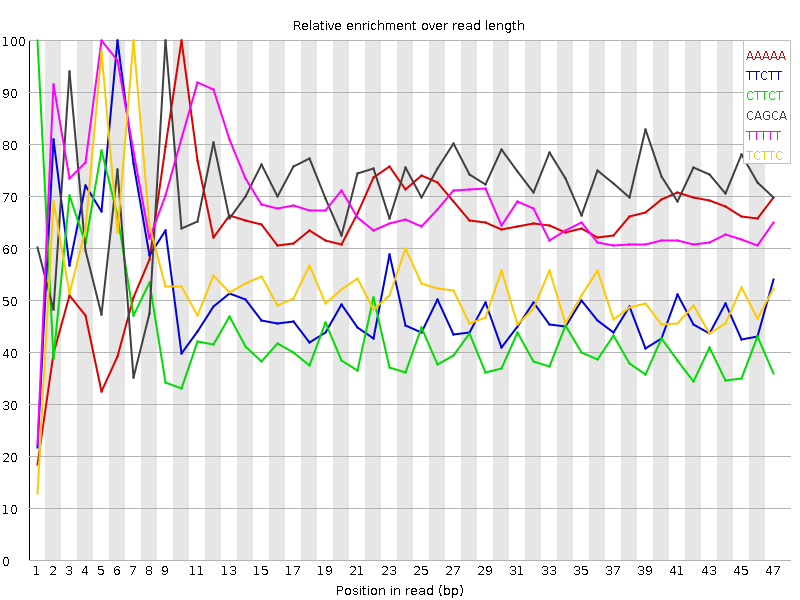 Relative enrichment over read length
100
90
80
70
60
50
40
30
20
10
0
AAAAA
TTCTT
CTTCT
CAGCA
TTTTT
TCTTC
1 2 3 4 5 6 7 8 9 11 13 15 17 19 21 23 25 27 29 31 33 35 37 39 41 43 45 47
Position in read (bp)